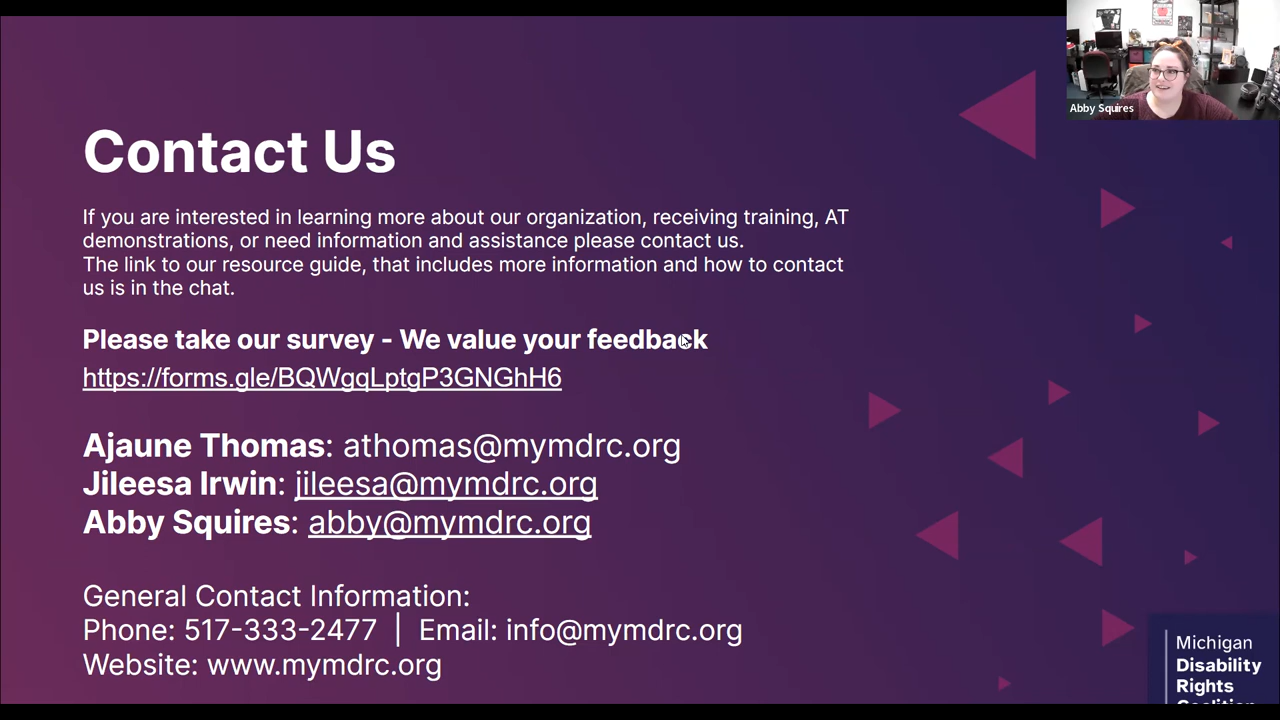 Abby Squires
Contact Us
If you are interested in learning more about our organization, receiving training, AT
demonstrations, or need information and assistance please contact us.
The link to our resource guide, that includes more information and how to contact
us is in the chat.
Please take our survey - We value your feedback
https://forms.gle/BQWgqLptgP3GNGhH6
Ajaune Thomas: athomas@mymdrc.org
Jileesa Irwin: jileesa@mymdrc.org
Abby Squires: abby@mymdrc.org
General Contact Information:
Phone: 517-333-2477 | Email: info@mymdrc.org
Website: www.mymdrc.org
Michigan
Disability
Rights
Coalition